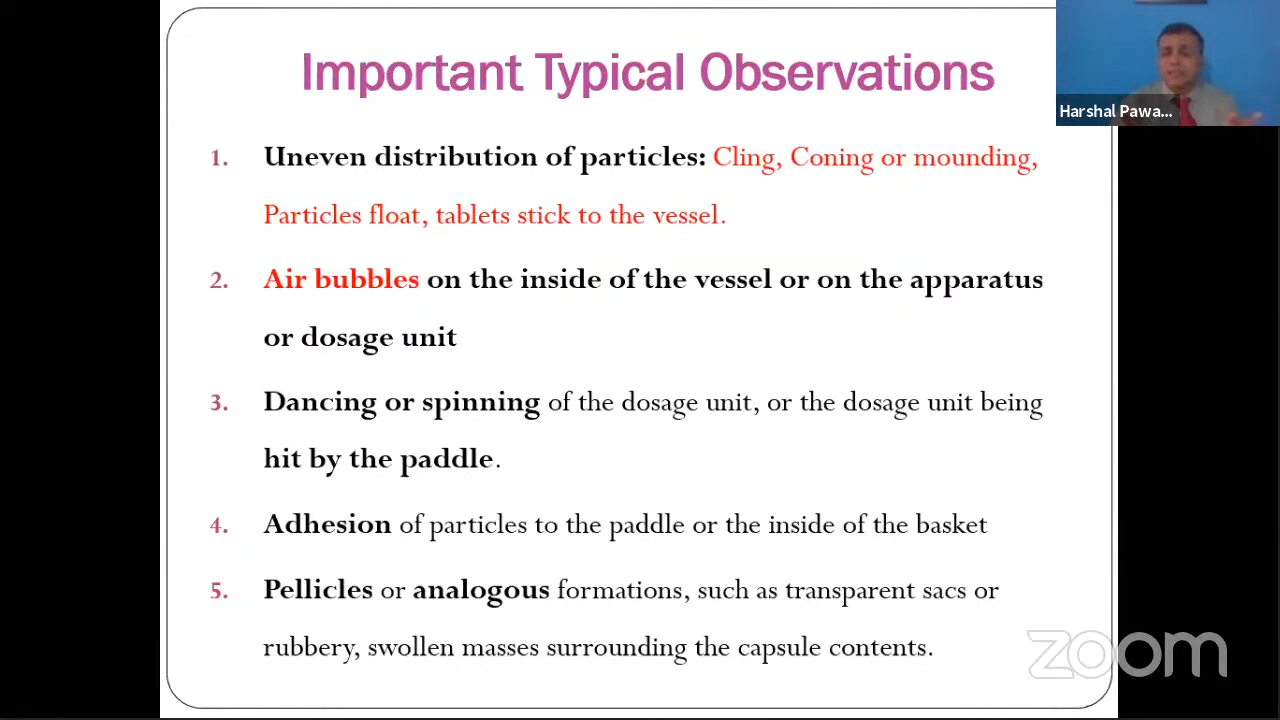 Important Typical Observations
Harshal Pawa...
1. Uneven distribution of particles: Cling, Coning or mounding,
Particles float, tablets stick to the vessel.
2. Air bubbles on the inside of the vessel or on the apparatus
or dosage unit
3. Dancing or spinning of the dosage unit, or the dosage unit being
hit by the paddle.
4. Adhesion of particles to the paddle or the inside of the basket
5. Pellicles or analogous formations, such as transparent sacs or
rubbery, swollen masses surrounding the capsule contents.
zoom